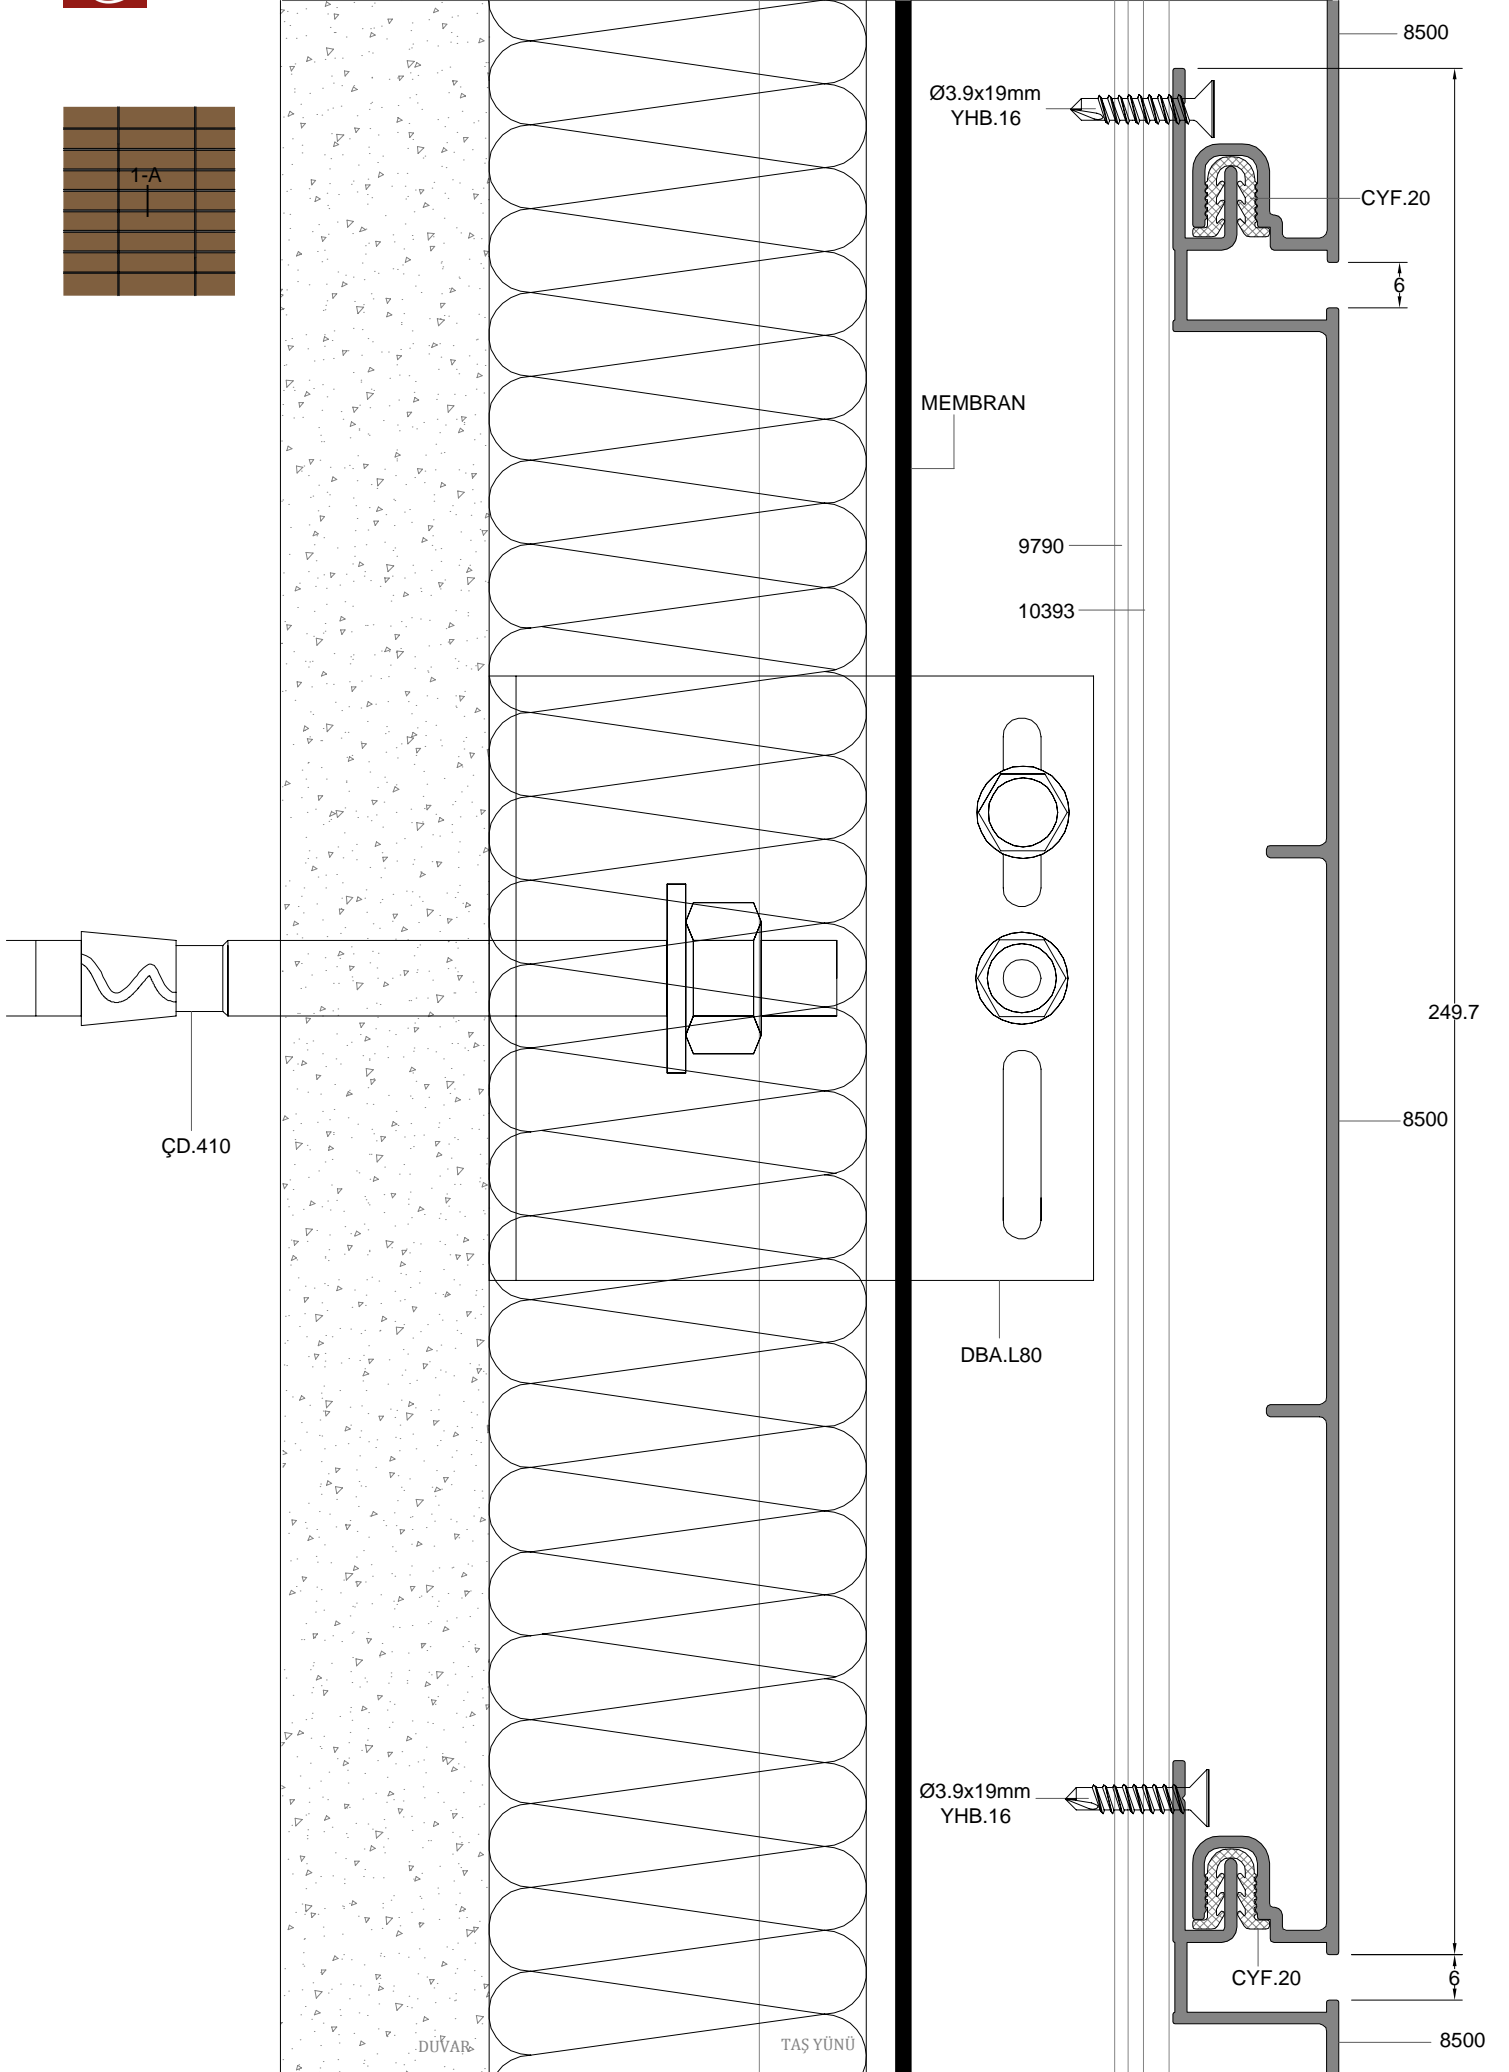 8500
Ø3.9x19mm
YHB.16
1-A
CYF.20
6
MEMBRAN
9790
10393
249.7
8500
ÇD.410
DBA.L80
Ø3.9x19mm
YHB.16
CYF.20
6
DUVAR
TAŞ YÜNÜ
8500